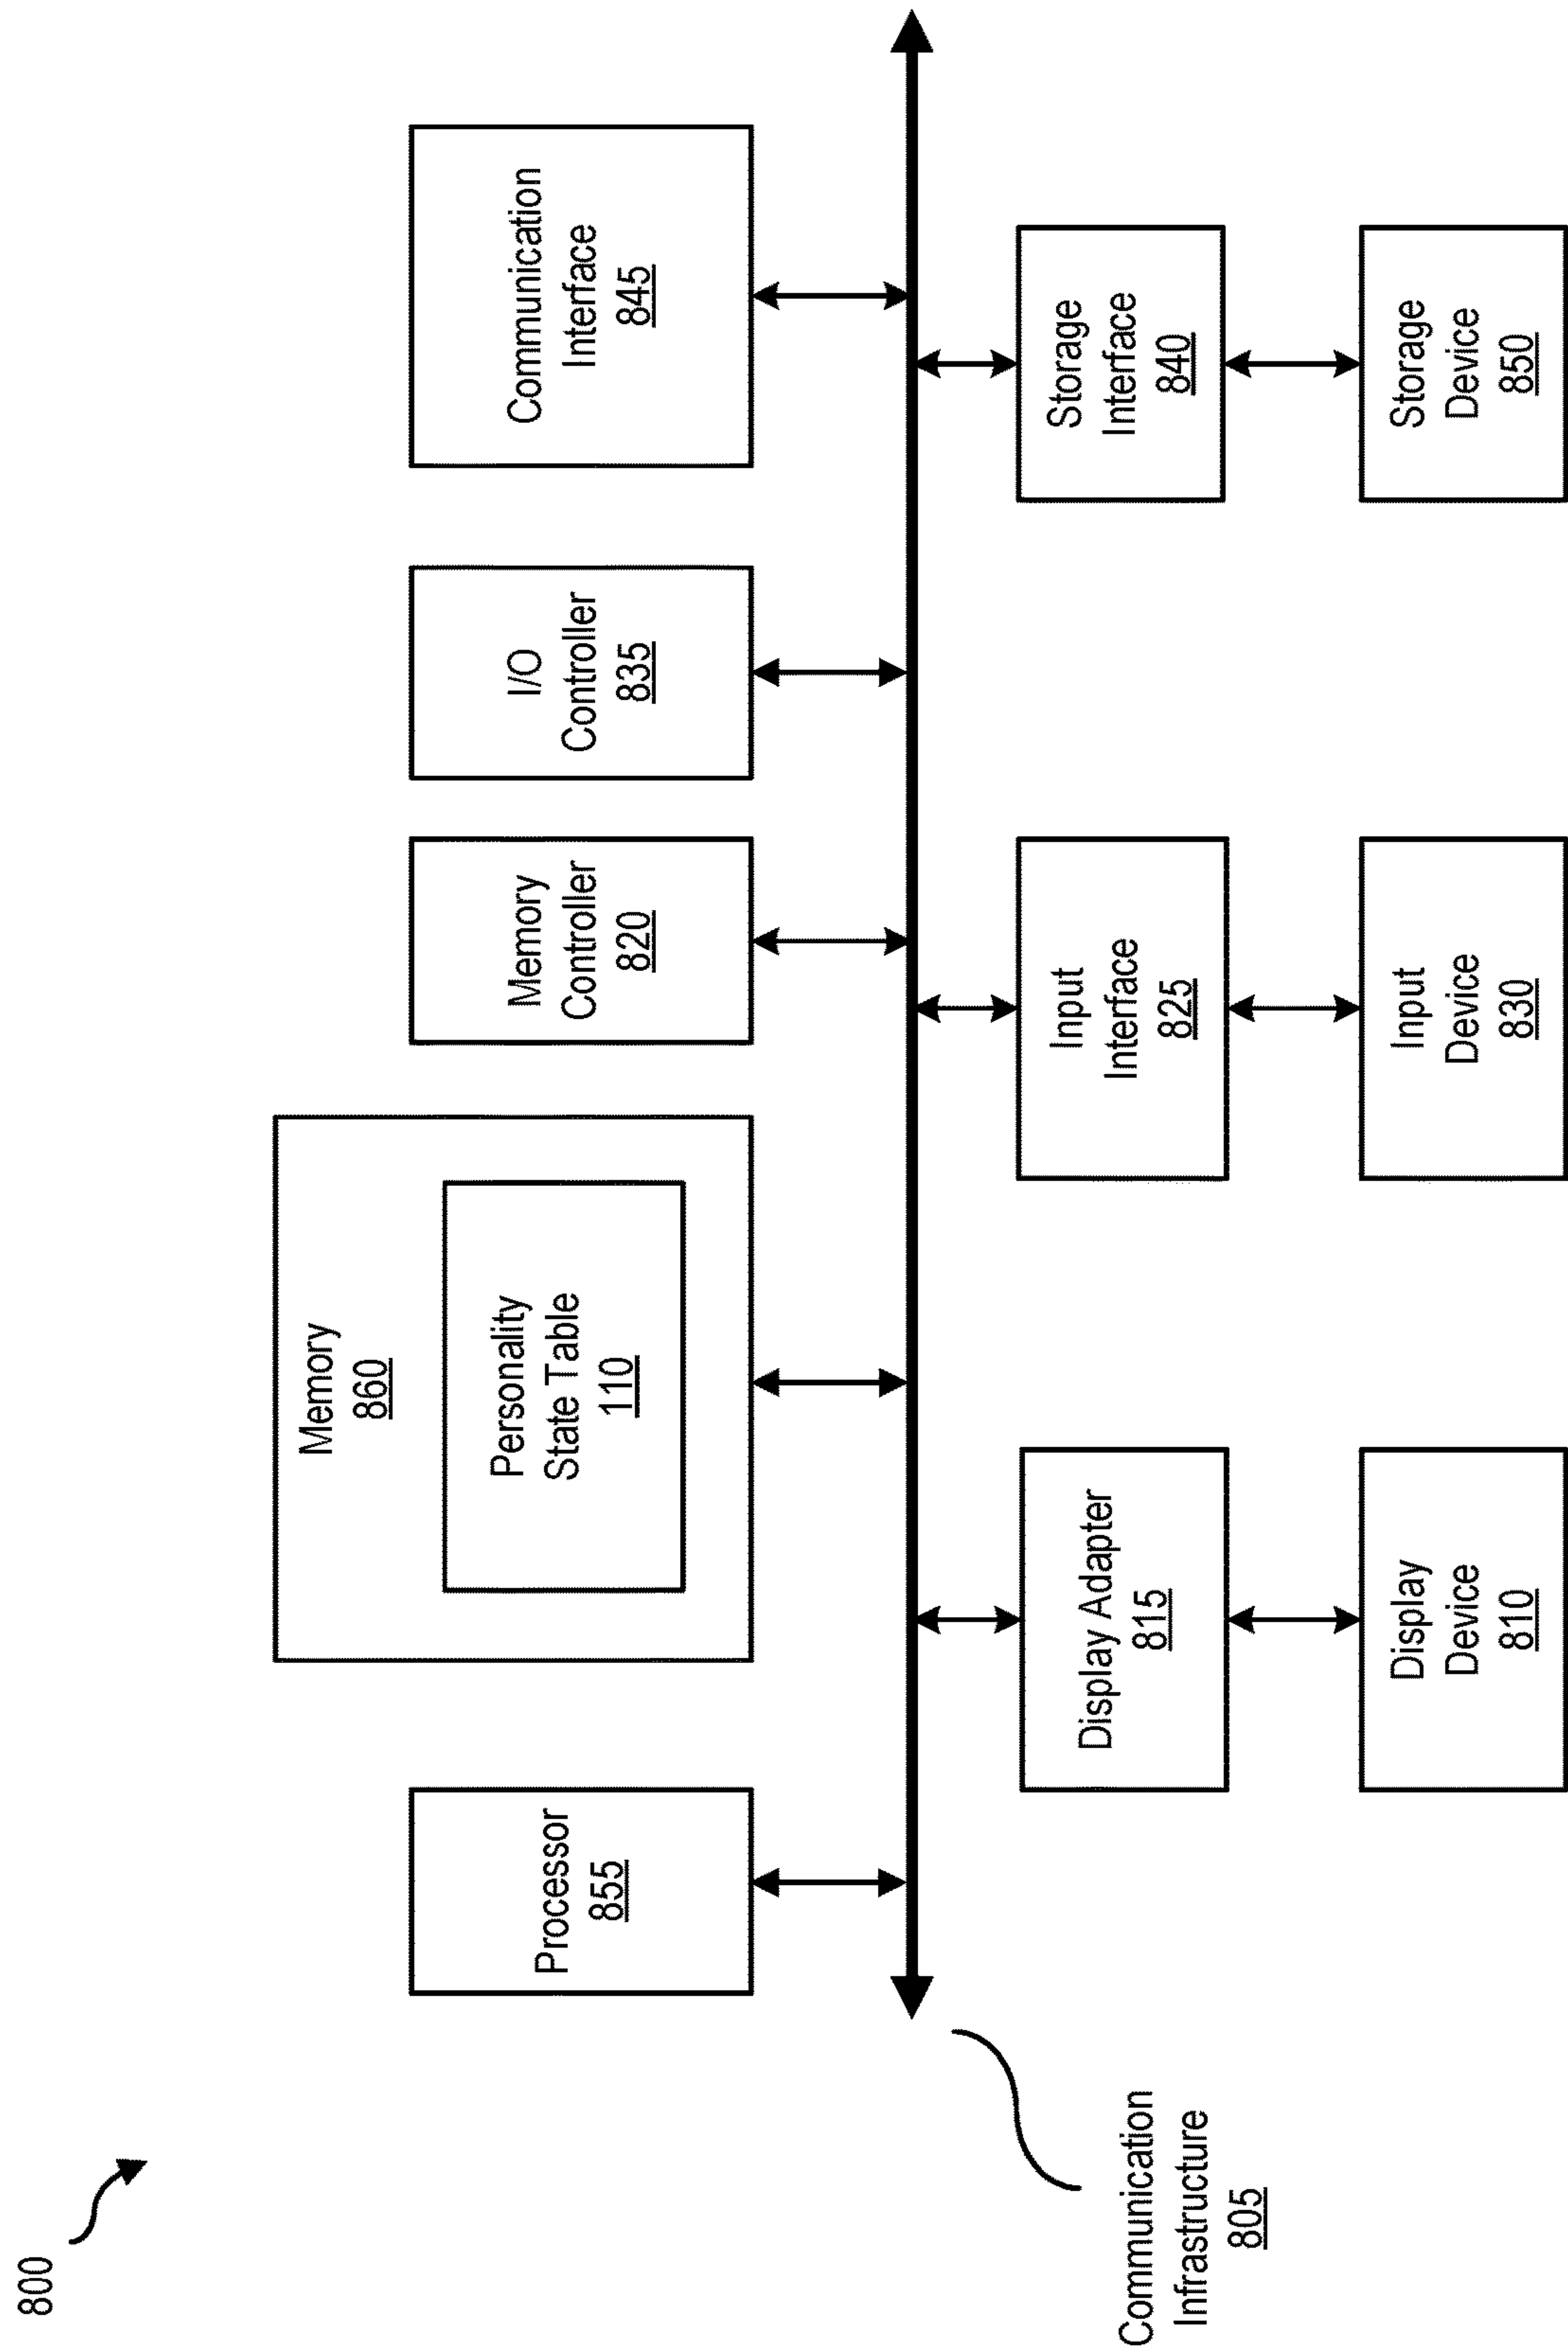 800
Processor
855
Memory
860
Personality
State Table
110
Memory
Controller
820
I/O
Controller
835
Communication
Interface
845
Communication
Infrastructure
805
Display Adapter
815
Input
Interface
825
Storage
Interface
840
Display
Device
810
Input
Device
830
Storage
Device
850